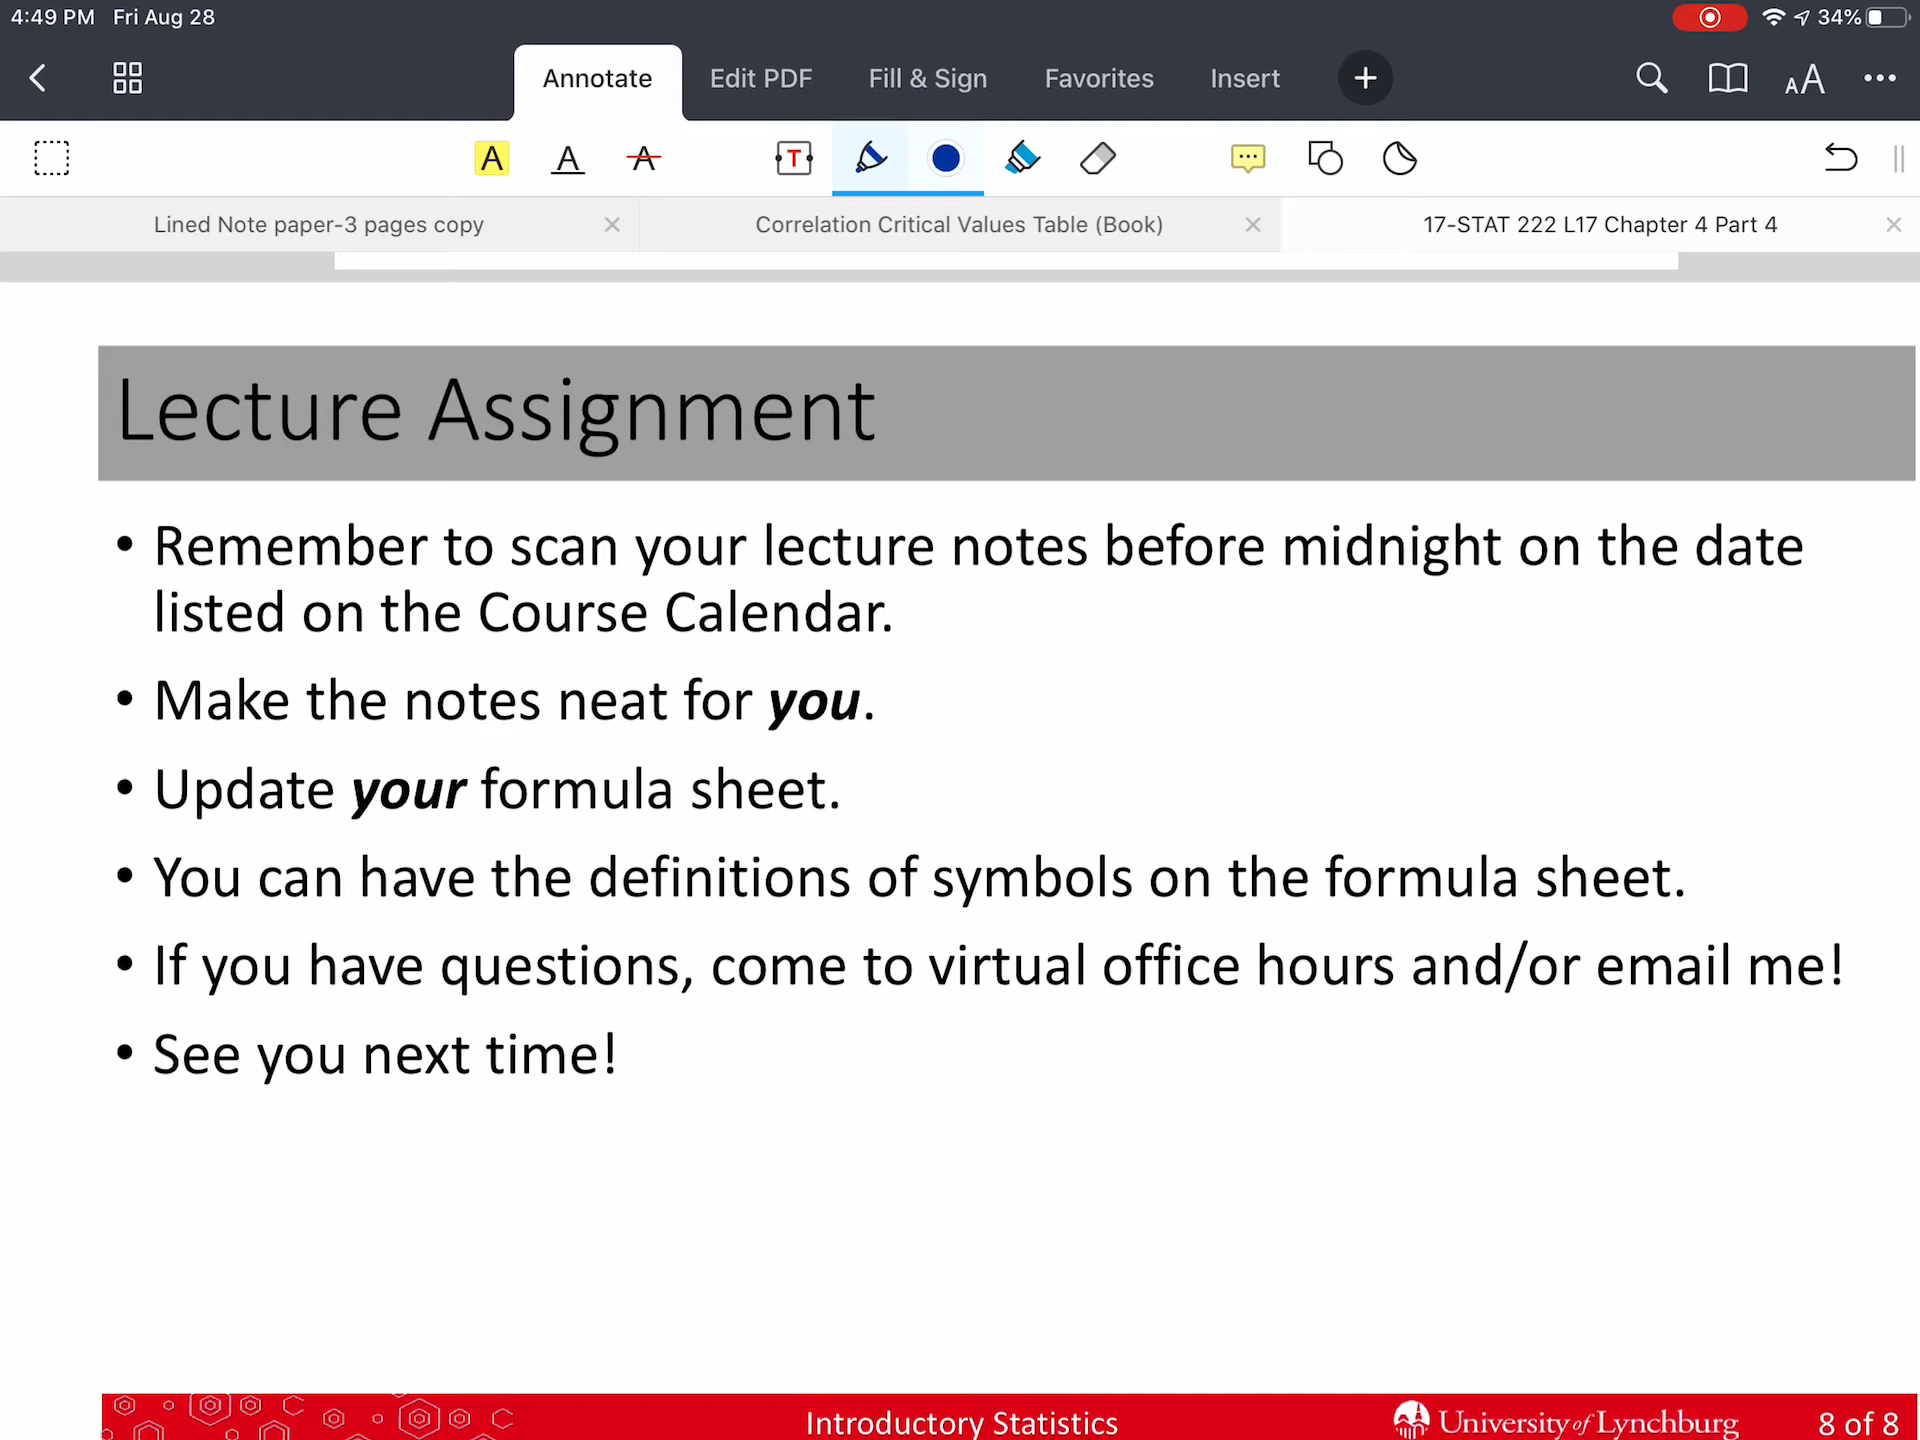 4:49 PM Fri Aug 28 34%
Annotate Edit PDF Fill & Sign Favorites Insert AA
A A A T
Lined Note paper-3 pages copy Correlation Critical Values Table (Book) 17-STAT 222 L17 Chapter 4 Part 4
Lecture Assignment
• Remember to scan your lecture notes before midnight on the date
listed on the Course Calendar.
• Make the notes neat for you.
• Update your formula sheet.
• You can have the definitions of symbols on the formula sheet.
• If you have questions, come to virtual office hours and/or email me!
• See you next time!
Introductory Statistics University of Lynchburg 8 of 8